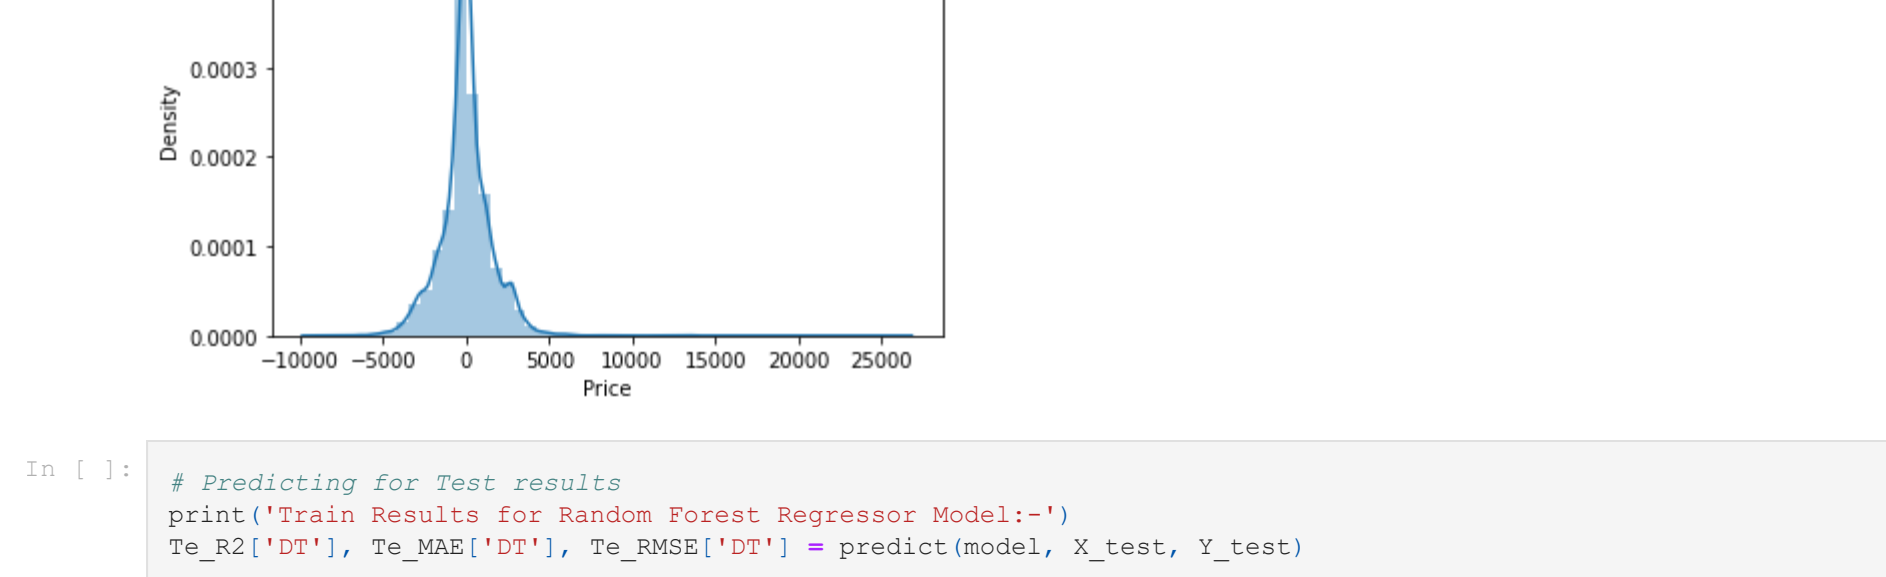 0.0003
Density
0.0002
0.0001
0.0000
−10000 −5000 0 5000 10000 15000 20000 25000
Price
In [ ]:
# Predicting for Test results
print('Train Results for Random Forest Regressor Model:-')
Te_R2['DT'], Te_MAE['DT'], Te_RMSE['DT'] = predict(model, X_test, Y_test)